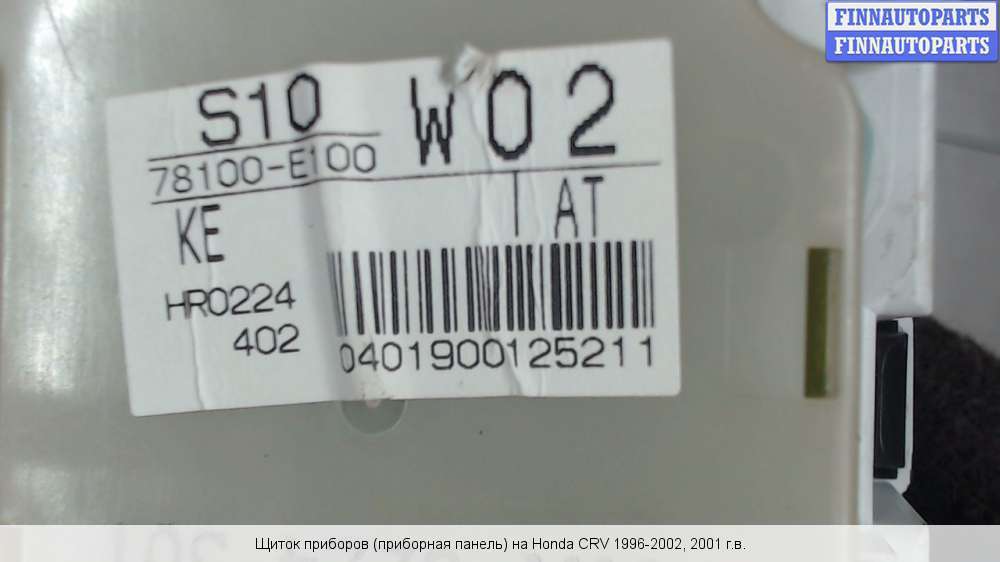 FINNAUTOPARTS
FINNAUTOPARTS
S10 W02
78100-E100
KE AT
HR0224
402
0401900125211
Щиток приборов (приборная панель) на Honda CRV 1996-2002, 2001 г.в.